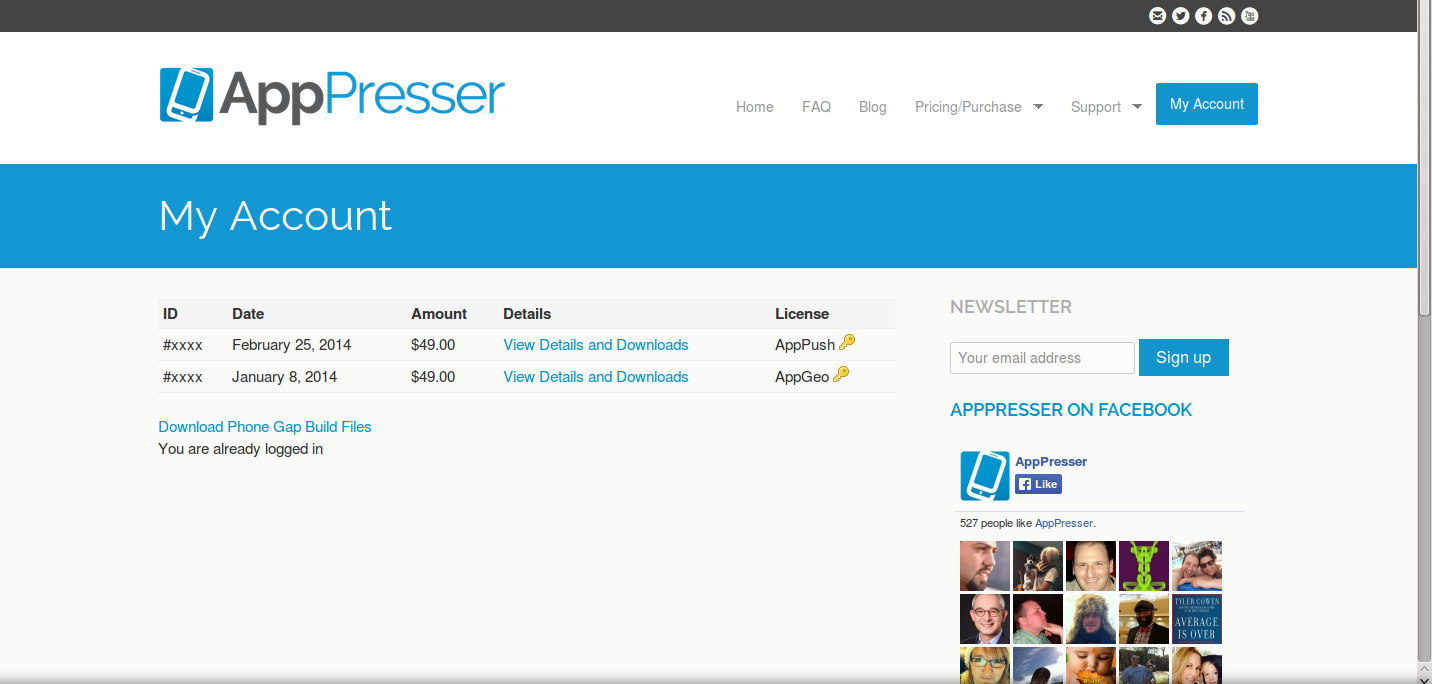 You Tube
AppPresser
Home FAQ Blog Pricing/Purchase Support My Account
My Account
ID Date Amount Details License
#xxxx February 25, 2014 $49.00 View Details and Downloads AppPush
#xxxx January 8, 2014 $49.00 View Details and Downloads AppGeo
Download Phone Gap Build Files
You are already logged in
NEWSLETTER
Your email address Sign up
APPPRESSER ON FACEBOOK
AppPresser
Like
527 people like AppPresser.
TYLER COWEN
AVERAGE
IS OVER